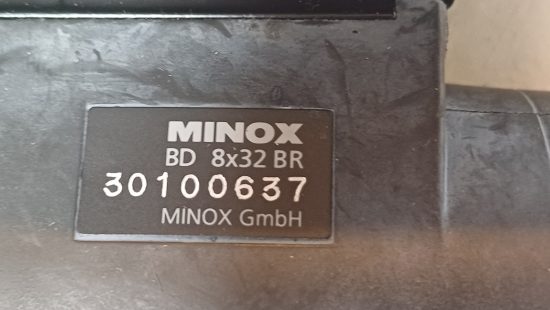 MINOX
BD 8x32 BR
30100637
MINOX GmbH